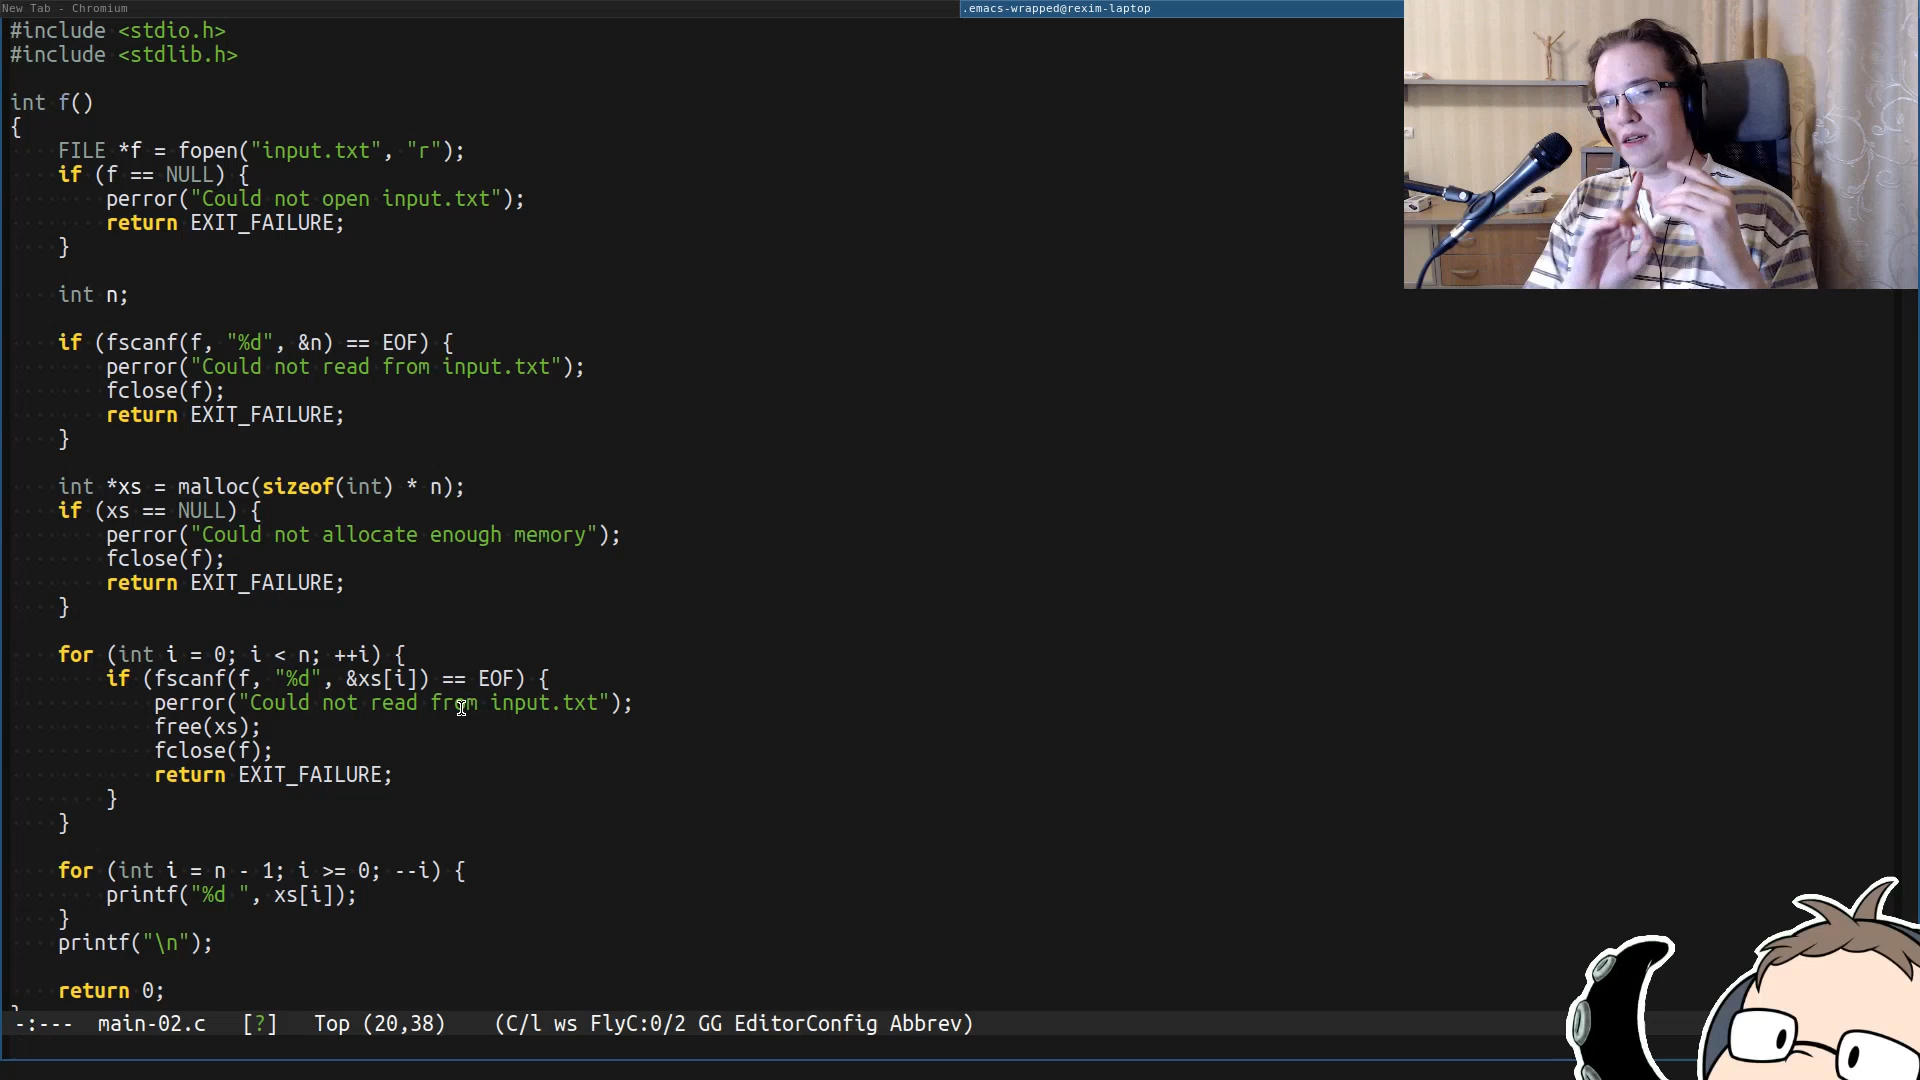 New Tab - Chromium
.emacs-wrapped@rexim-laptop
#include <stdio.h>
#include <stdlib.h>
int f()
{
FILE *f = fopen("input.txt", "r");
if (f == NULL) {
perror("Could not open input.txt");
return EXIT_FAILURE;
}
int n;
if (fscanf(f, "%d", &n) == EOF) {
perror("Could not read from input.txt");
fclose(f);
return EXIT_FAILURE;
}
int *xs = malloc(sizeof(int) * n);
if (xs == NULL) {
perror("Could not allocate enough memory");
fclose(f);
return EXIT_FAILURE;
}
for (int i = 0; i < n; ++i) {
if (fscanf(f, "%d", &xs[i]) == EOF) {
perror("Could not read from input.txt");
free(xs);
fclose(f);
return EXIT_FAILURE;
}
}
for (int i = n - 1; i >= 0; --i) {
printf("%d ", xs[i]);
}
printf("\n");
return 0;
-:--- main-02.c [?] Top (20,38) (C/l ws FlyC:0/2 GG EditorConfig Abbrev)